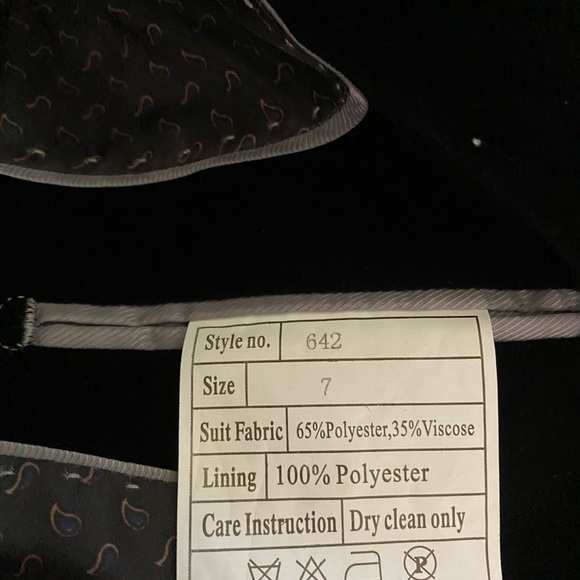 Style no. 642
Size 7
Suit Fabric 65%Polyester,35%Viscose
Lining 100% Polyester
Care Instruction Dry clean only
P